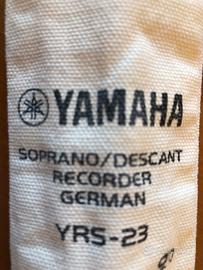 YAMAHA
SOPRANO/DESCANT
RECORDER
GERMAN
YRS-23